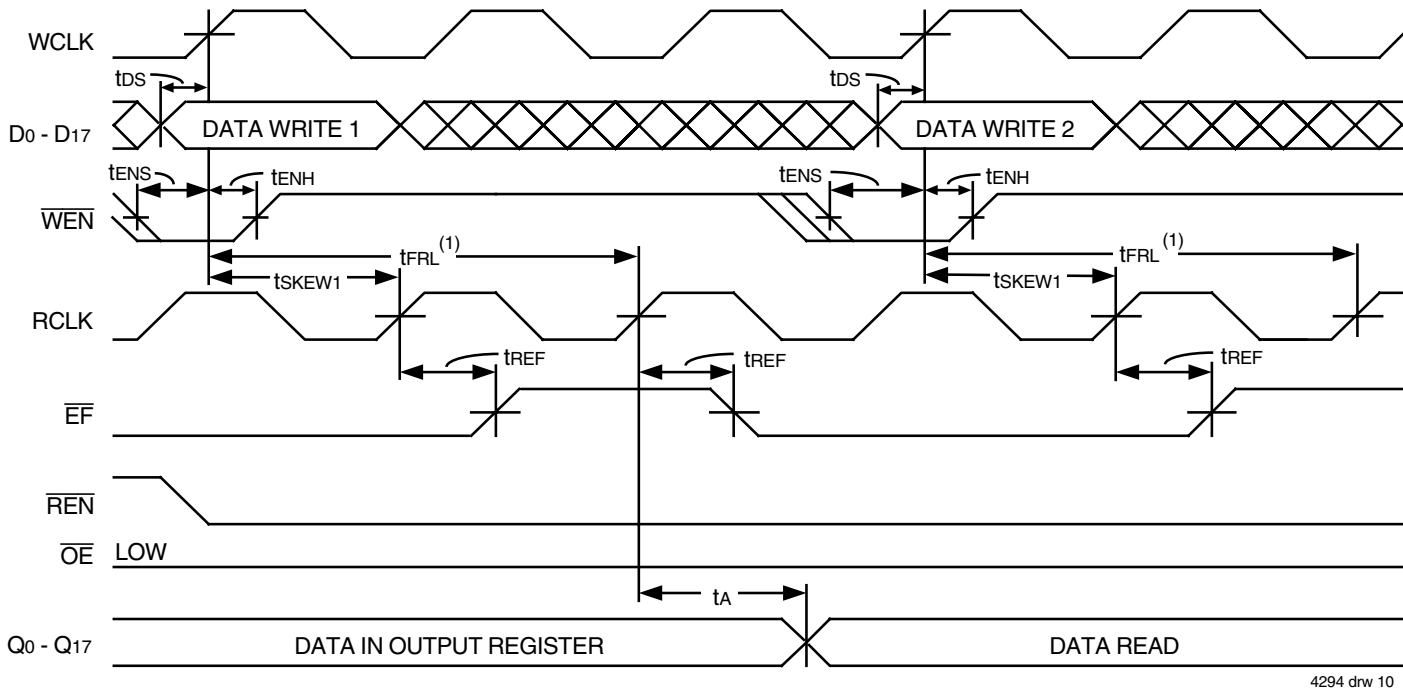 WCLK
tDS
tDS
D0 - D17
DATA WRITE 1
DATA WRITE 2
tENS
tENH
tENS
tENH
WEN
tFRL(1)
tFRL(1)
tSKEW1
tSKEW1
RCLK
tREF
tREF
tREF
EF
REN
OE
LOW
tA
Q0 - Q17
DATA IN OUTPUT REGISTER
DATA READ
4294 drw 10